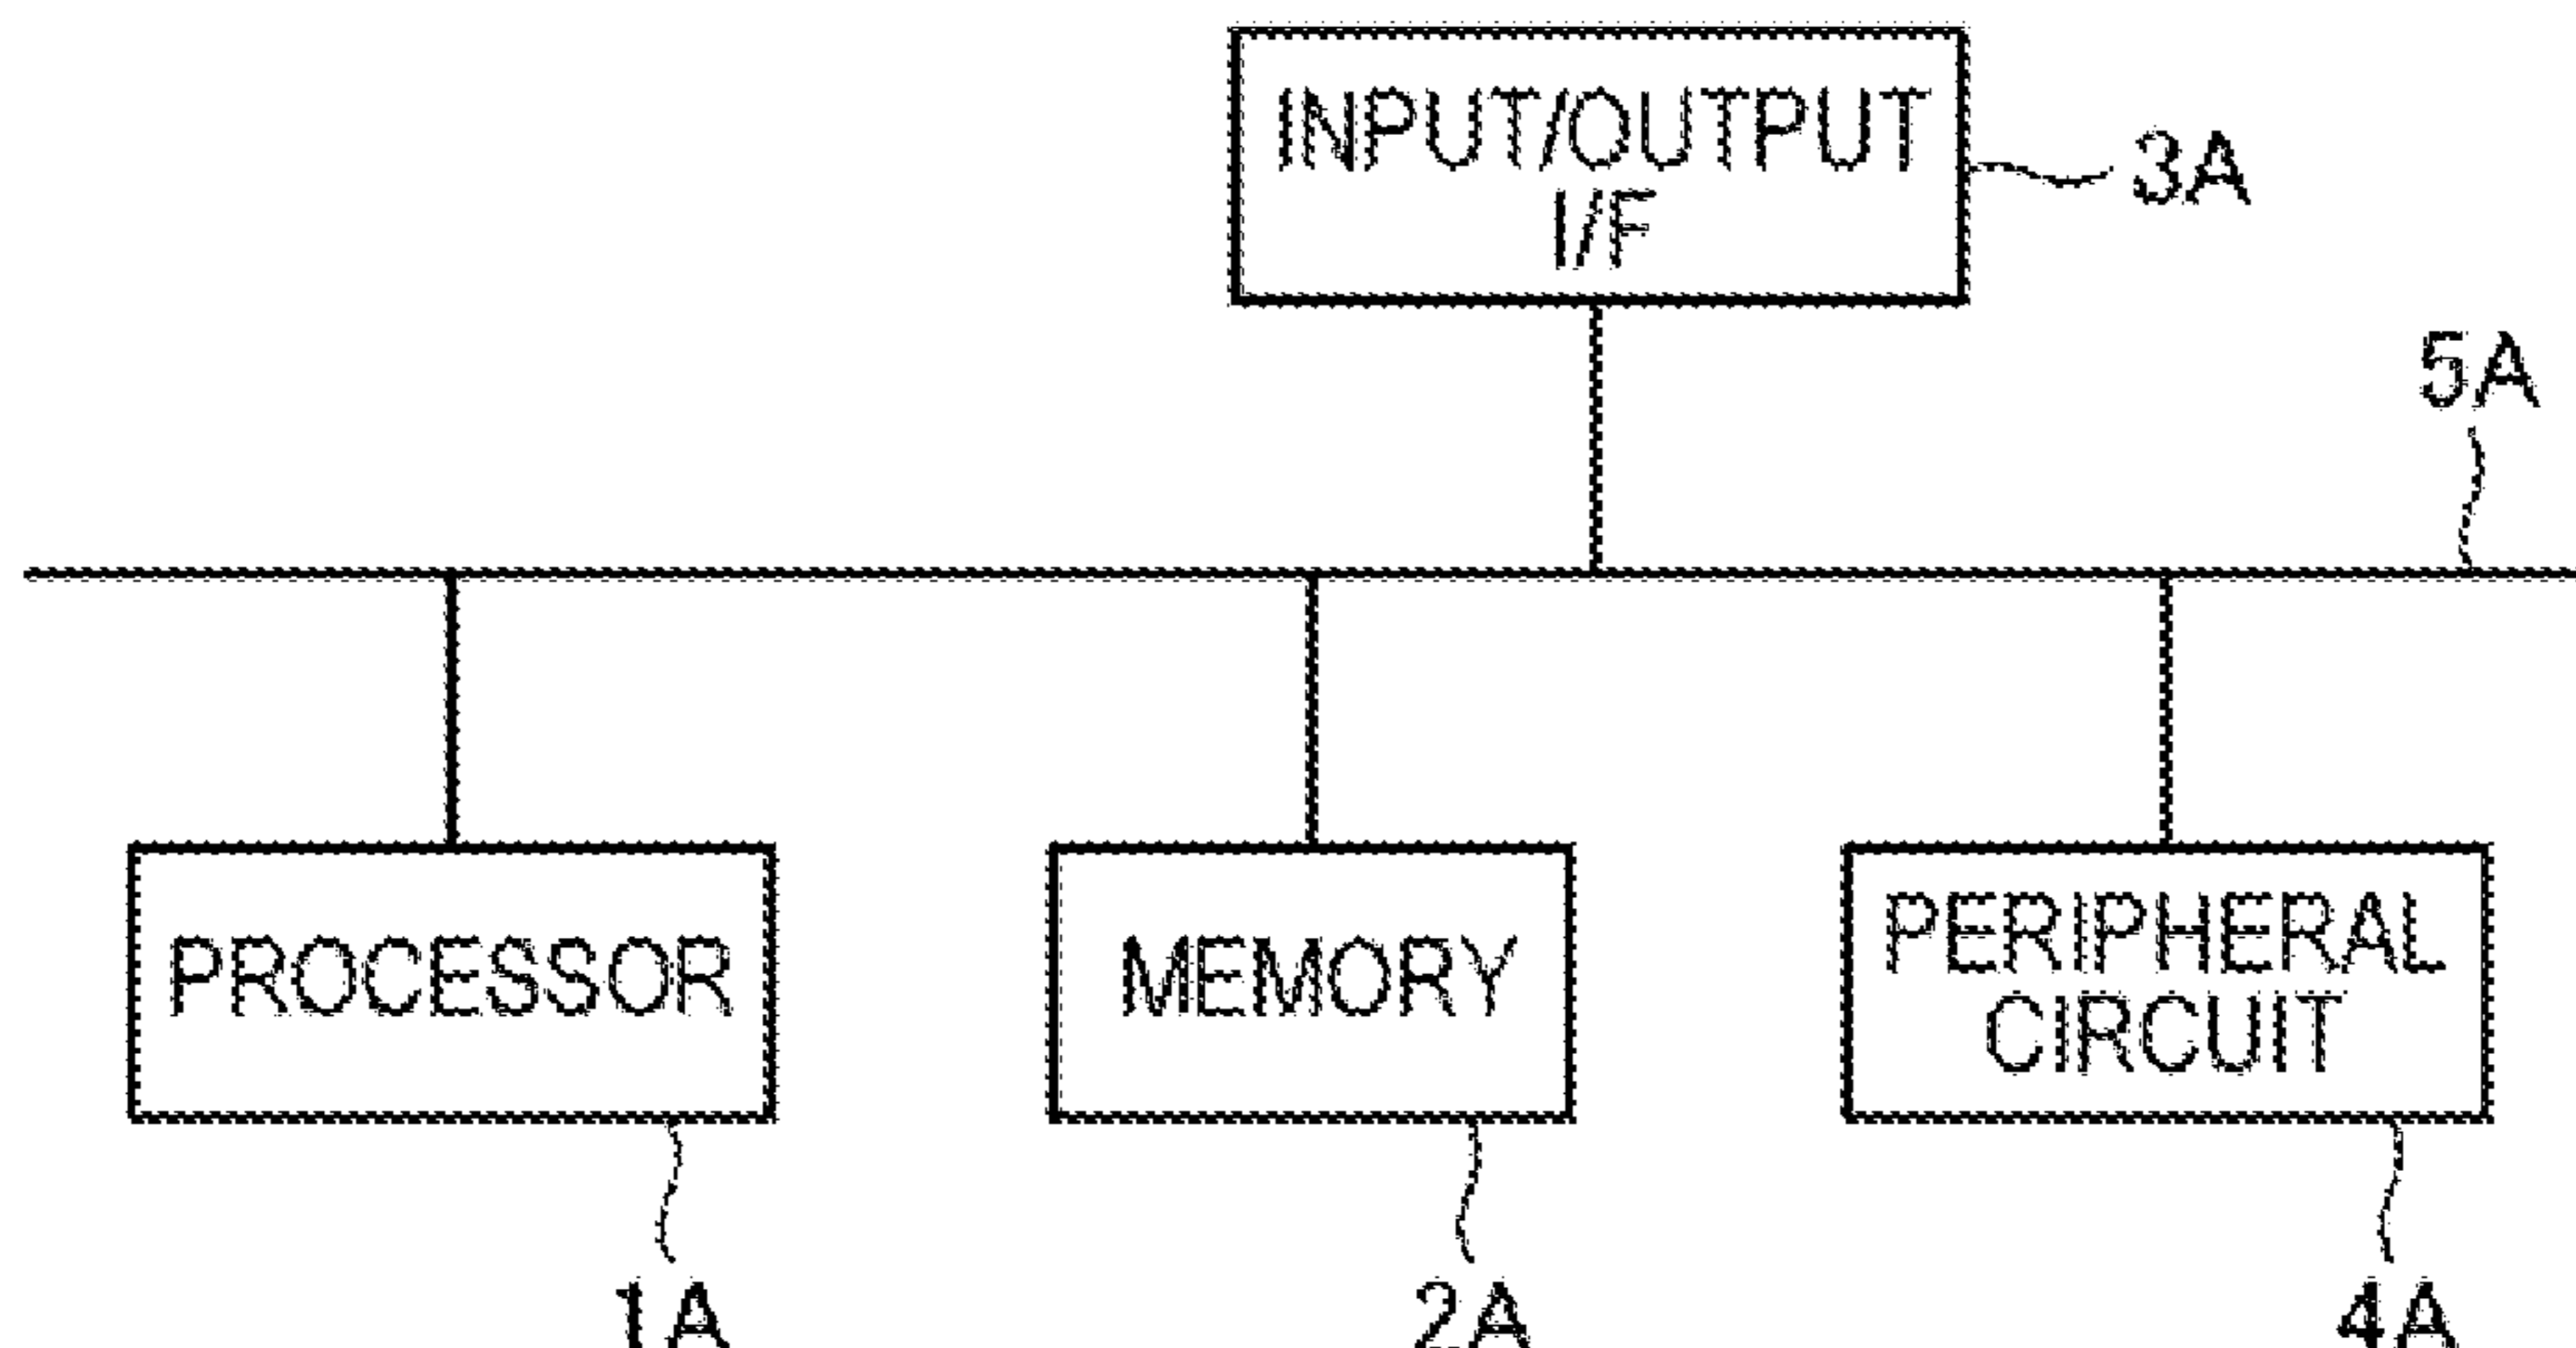 INPUT/OUTPUT
I/F
3A
5A
PROCESSOR
MEMORY
PERIPHERAL
CIRCUIT
1A
2A
4A